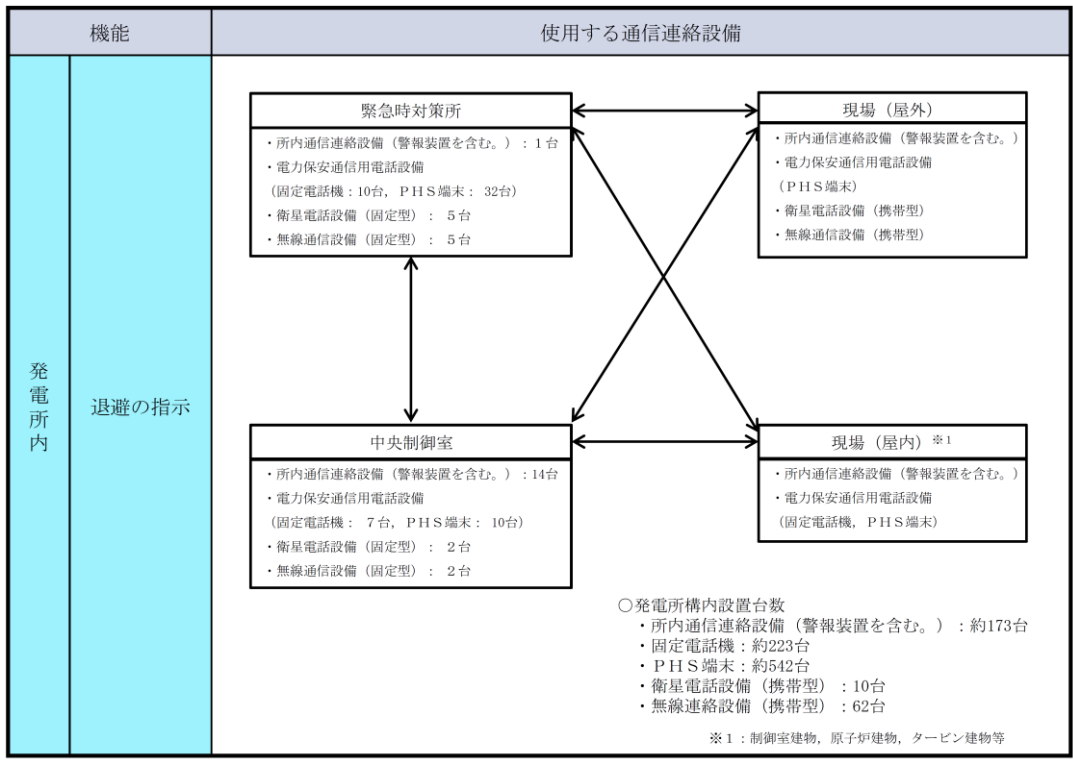 機能
使用する通信連絡設備
発電所内
退避の指示
緊急時対策所
・所内通信連絡設備（警報装置を含む。）：１台
・電力保安通信用電話設備
（固定電話機：10台，ＰＨＳ端末： 32台）
・衛星電話設備（固定型）： ５台
・無線通信設備（固定型）： ５台
現場（屋外）
・所内通信連絡設備（警報装置を含む。）
・電力保安通信用電話設備
（ＰＨＳ端末）
・衛星電話設備（携帯型）
・無線通信設備（携帯型）
中央制御室
・所内通信連絡設備（警報装置を含む。）：14台
・電力保安通信用電話設備
（固定電話機： ７台，ＰＨＳ端末： 10台）
・衛星電話設備（固定型）： ２台
・無線通信設備（固定型）： ２台
現場（屋内）※１
・所内通信連絡設備（警報装置を含む。）
・電力保安通信用電話設備
（固定電話機，ＰＨＳ端末）
○発電所構内設置台数
・所内通信連絡設備（警報装置を含む。）：約173台
・固定電話機：約223台
・ＰＨＳ端末：約542台
・衛星電話設備（携帯型）：10台
・無線連絡設備（携帯型）：62台
※１：制御室建物，原子炉建物，タービン建物等